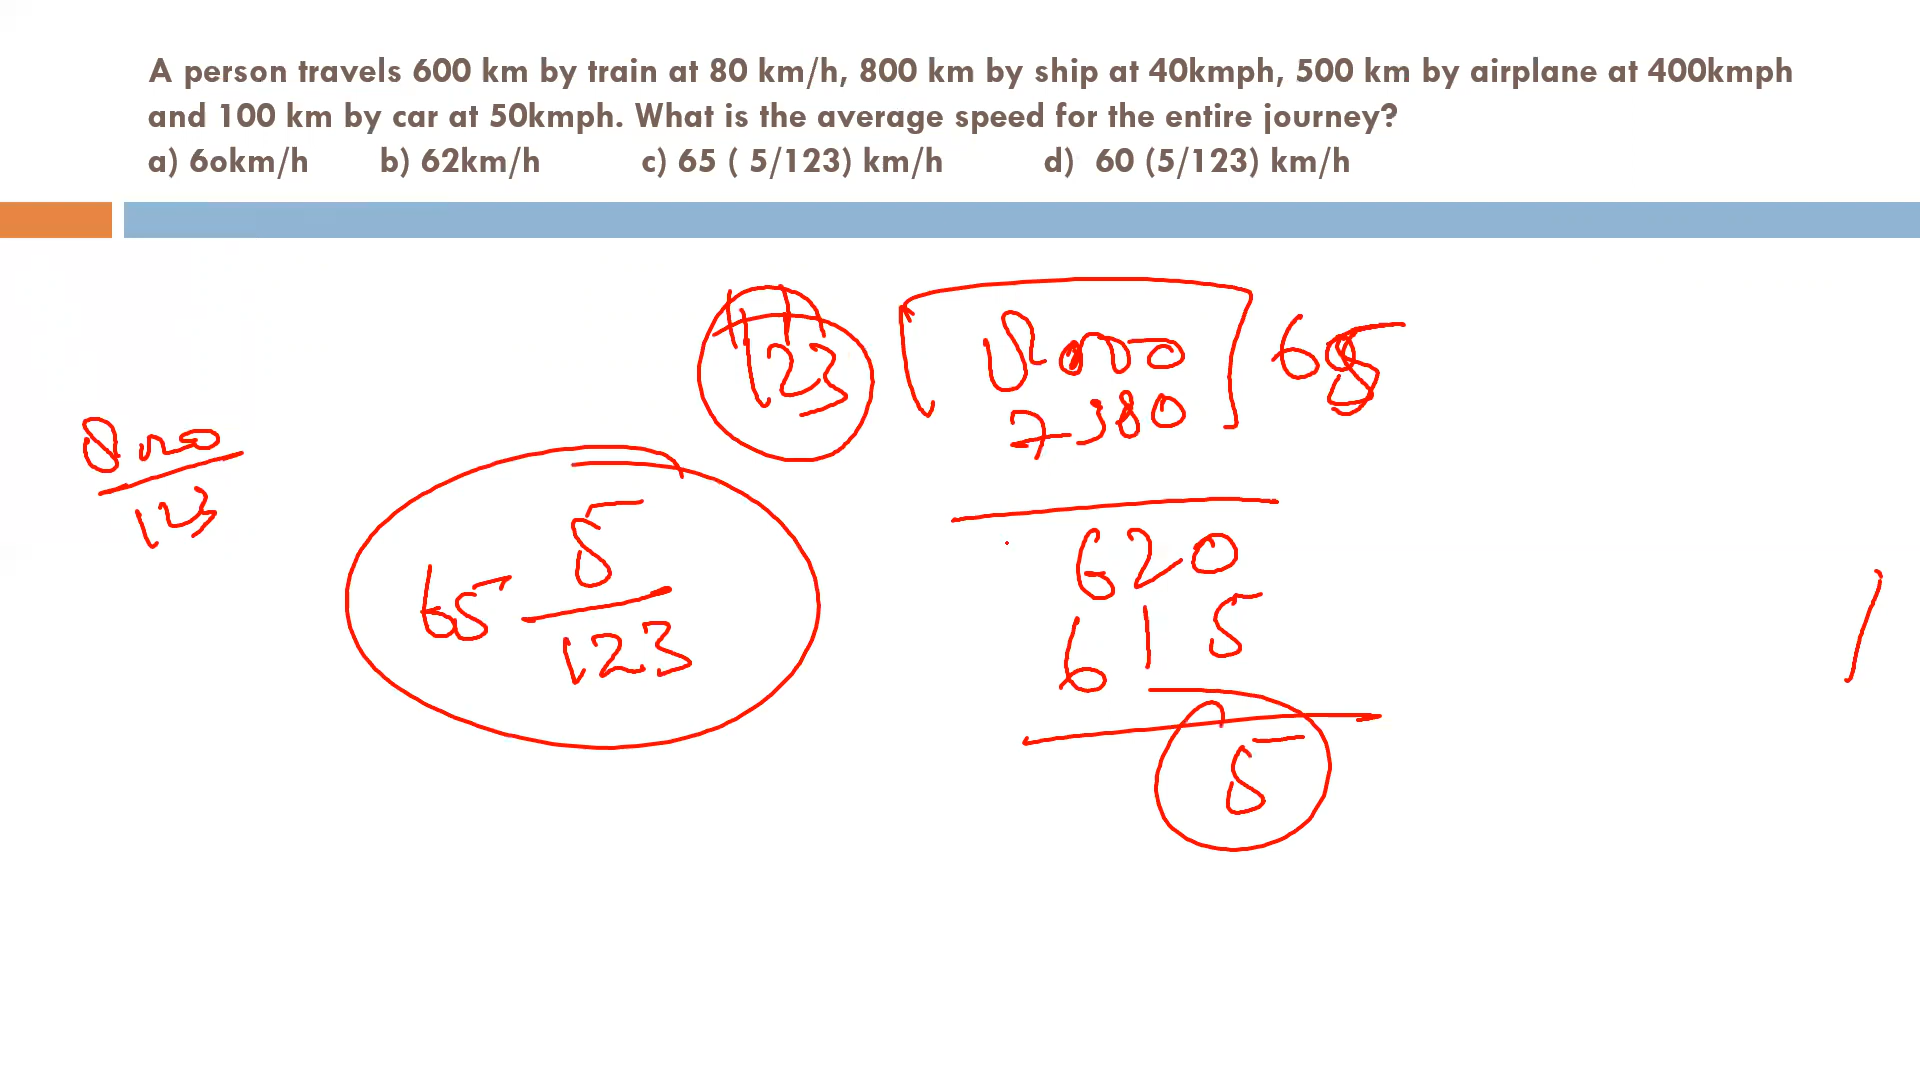 A person travels 600 km by train at 80 km/h, 800 km by ship at 40kmph, 500 km by airplane at 400kmph
and 100 km by car at 50kmph. What is the average speed for the entire journey?
a) 6okm/h b) 62km/h c) 65 ( 5/123) km/h d) 60 (5/123) km/h
123 8000 65
7380
8000
123
620
615
5
65 5
123